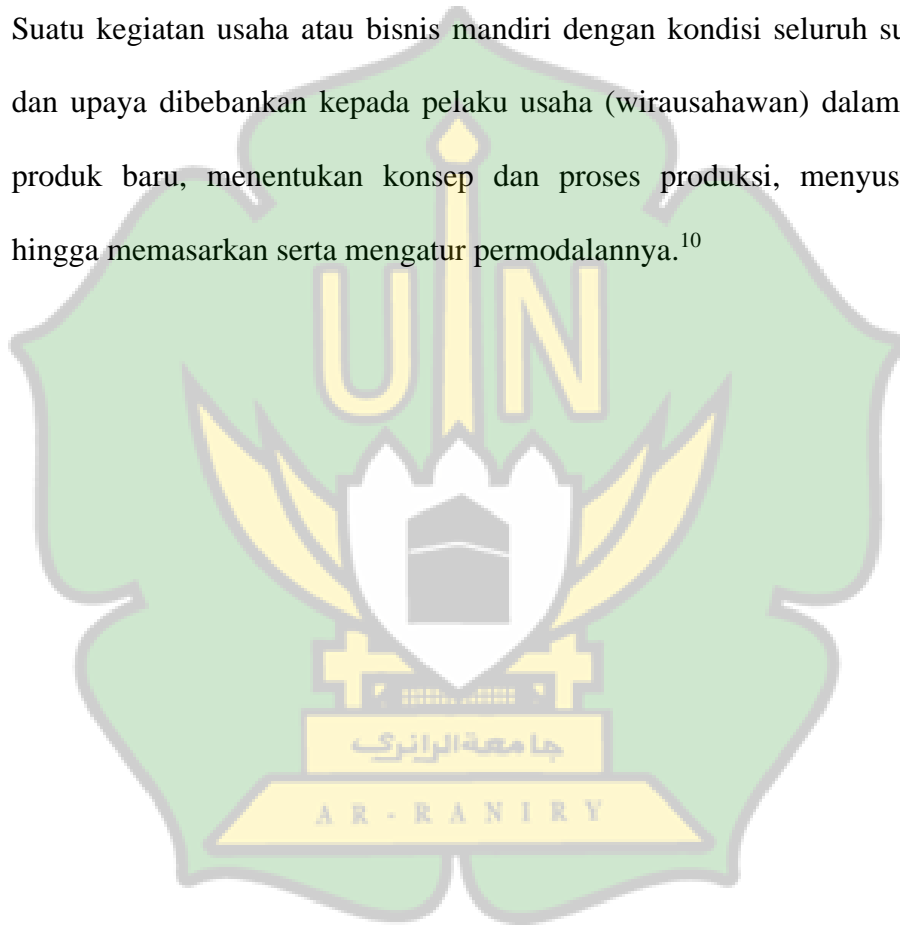 Suatu kegiatan usaha atau bisnis mandiri dengan kondisi seluruh su
dan upaya dibebankan kepada pelaku usaha (wirausahawan) dalam
produk baru, menentukan konsep dan proses produksi, menyus
hingga memasarkan serta mengatur permodalannya.10
UIN
جامعة الرانري
AR-RANIRY